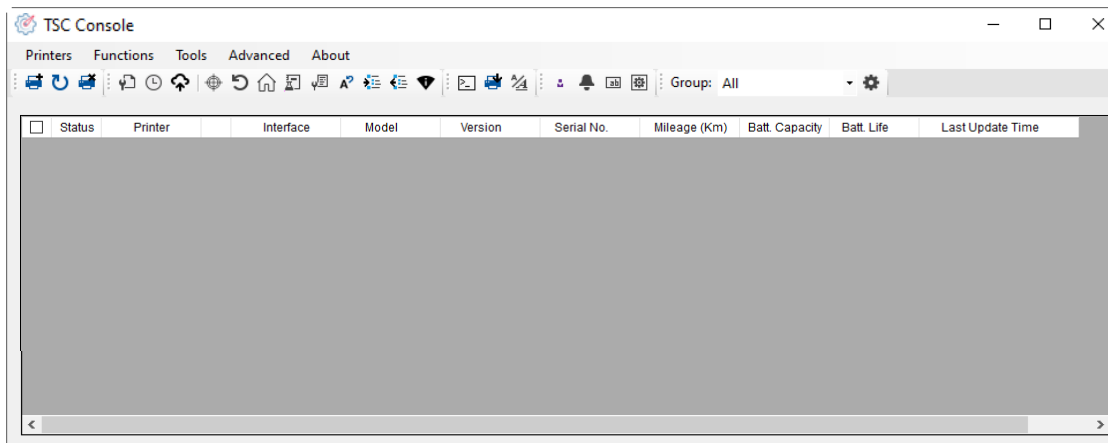 TSC Console
Printers Functions Tools Advanced About
Group: All
Status Printer Interface Model Version Serial No. Mileage (Km) Batt. Capacity Batt. Life Last Update Time